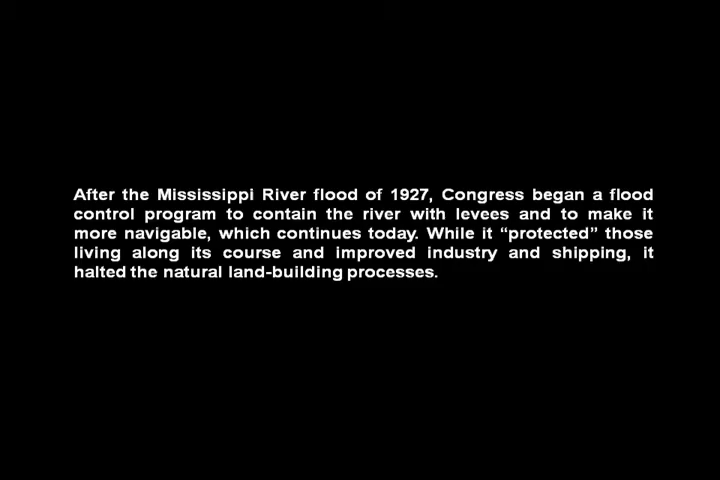 After the Mississippi River flood of 1927, Congress began a flood
control program to contain the river with levees and to make it
more navigable, which continues today. While it “protected” those
living along its course and improved industry and shipping, it
halted the natural land-building processes.